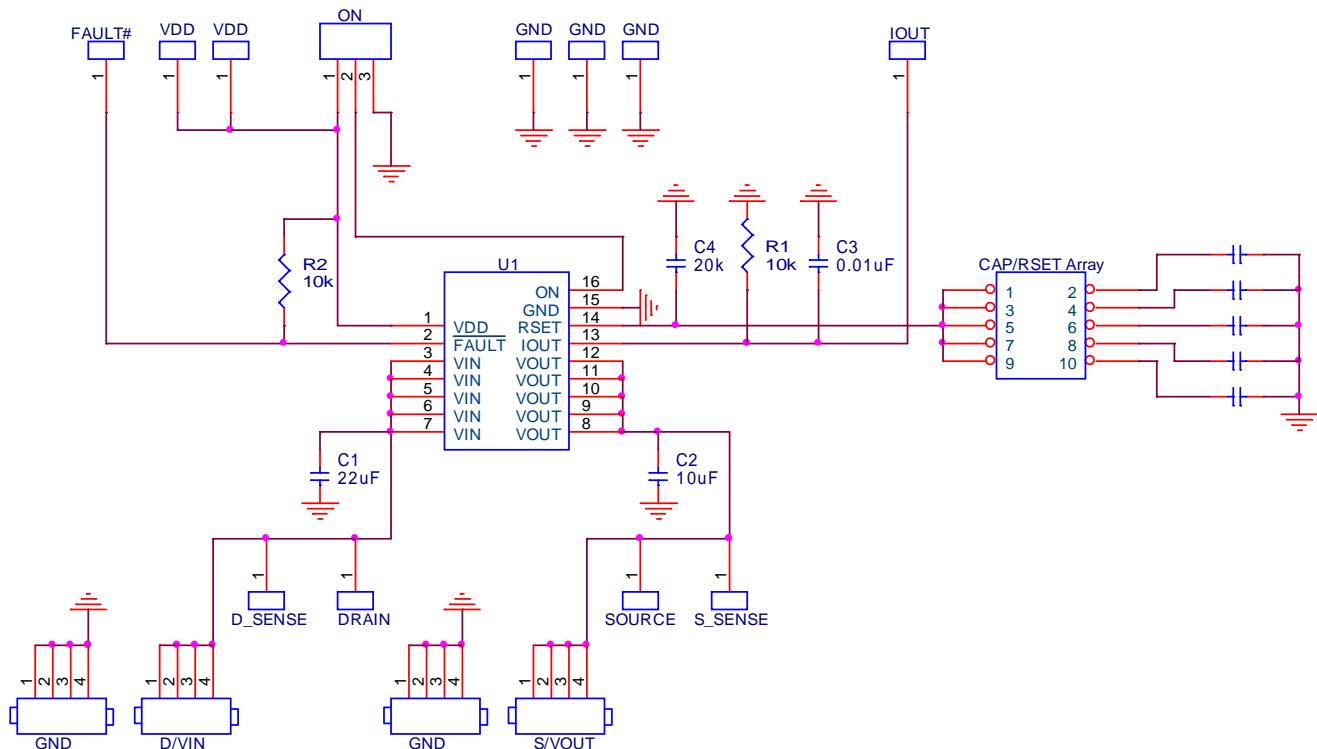 FAULT# VDD VDD ON GND GND GND IOUT
1 1 1 1 2 3 1 1 1 1
R2
10k
C4
20k
R1
10k
C3
0.01uF
U1
ON 16
GND 15
1 VDD RSET 14
2 FAULT IOUT 13
3 VIN VOUT 12
4 VIN VOUT 11
5 VIN VOUT 10
6 VIN VOUT 9
7 VIN VOUT 8
CAP/RSET Array
1 2
3 4
5 6
7 8
9 10
C1
22uF
C2
10uF
1 1 1 1
D_SENSE DRAIN SOURCE S_SENSE
1 2 3 4 1 2 3 4 1 2 3 4 1 2 3 4
GND D/VIN GND S/VOUT